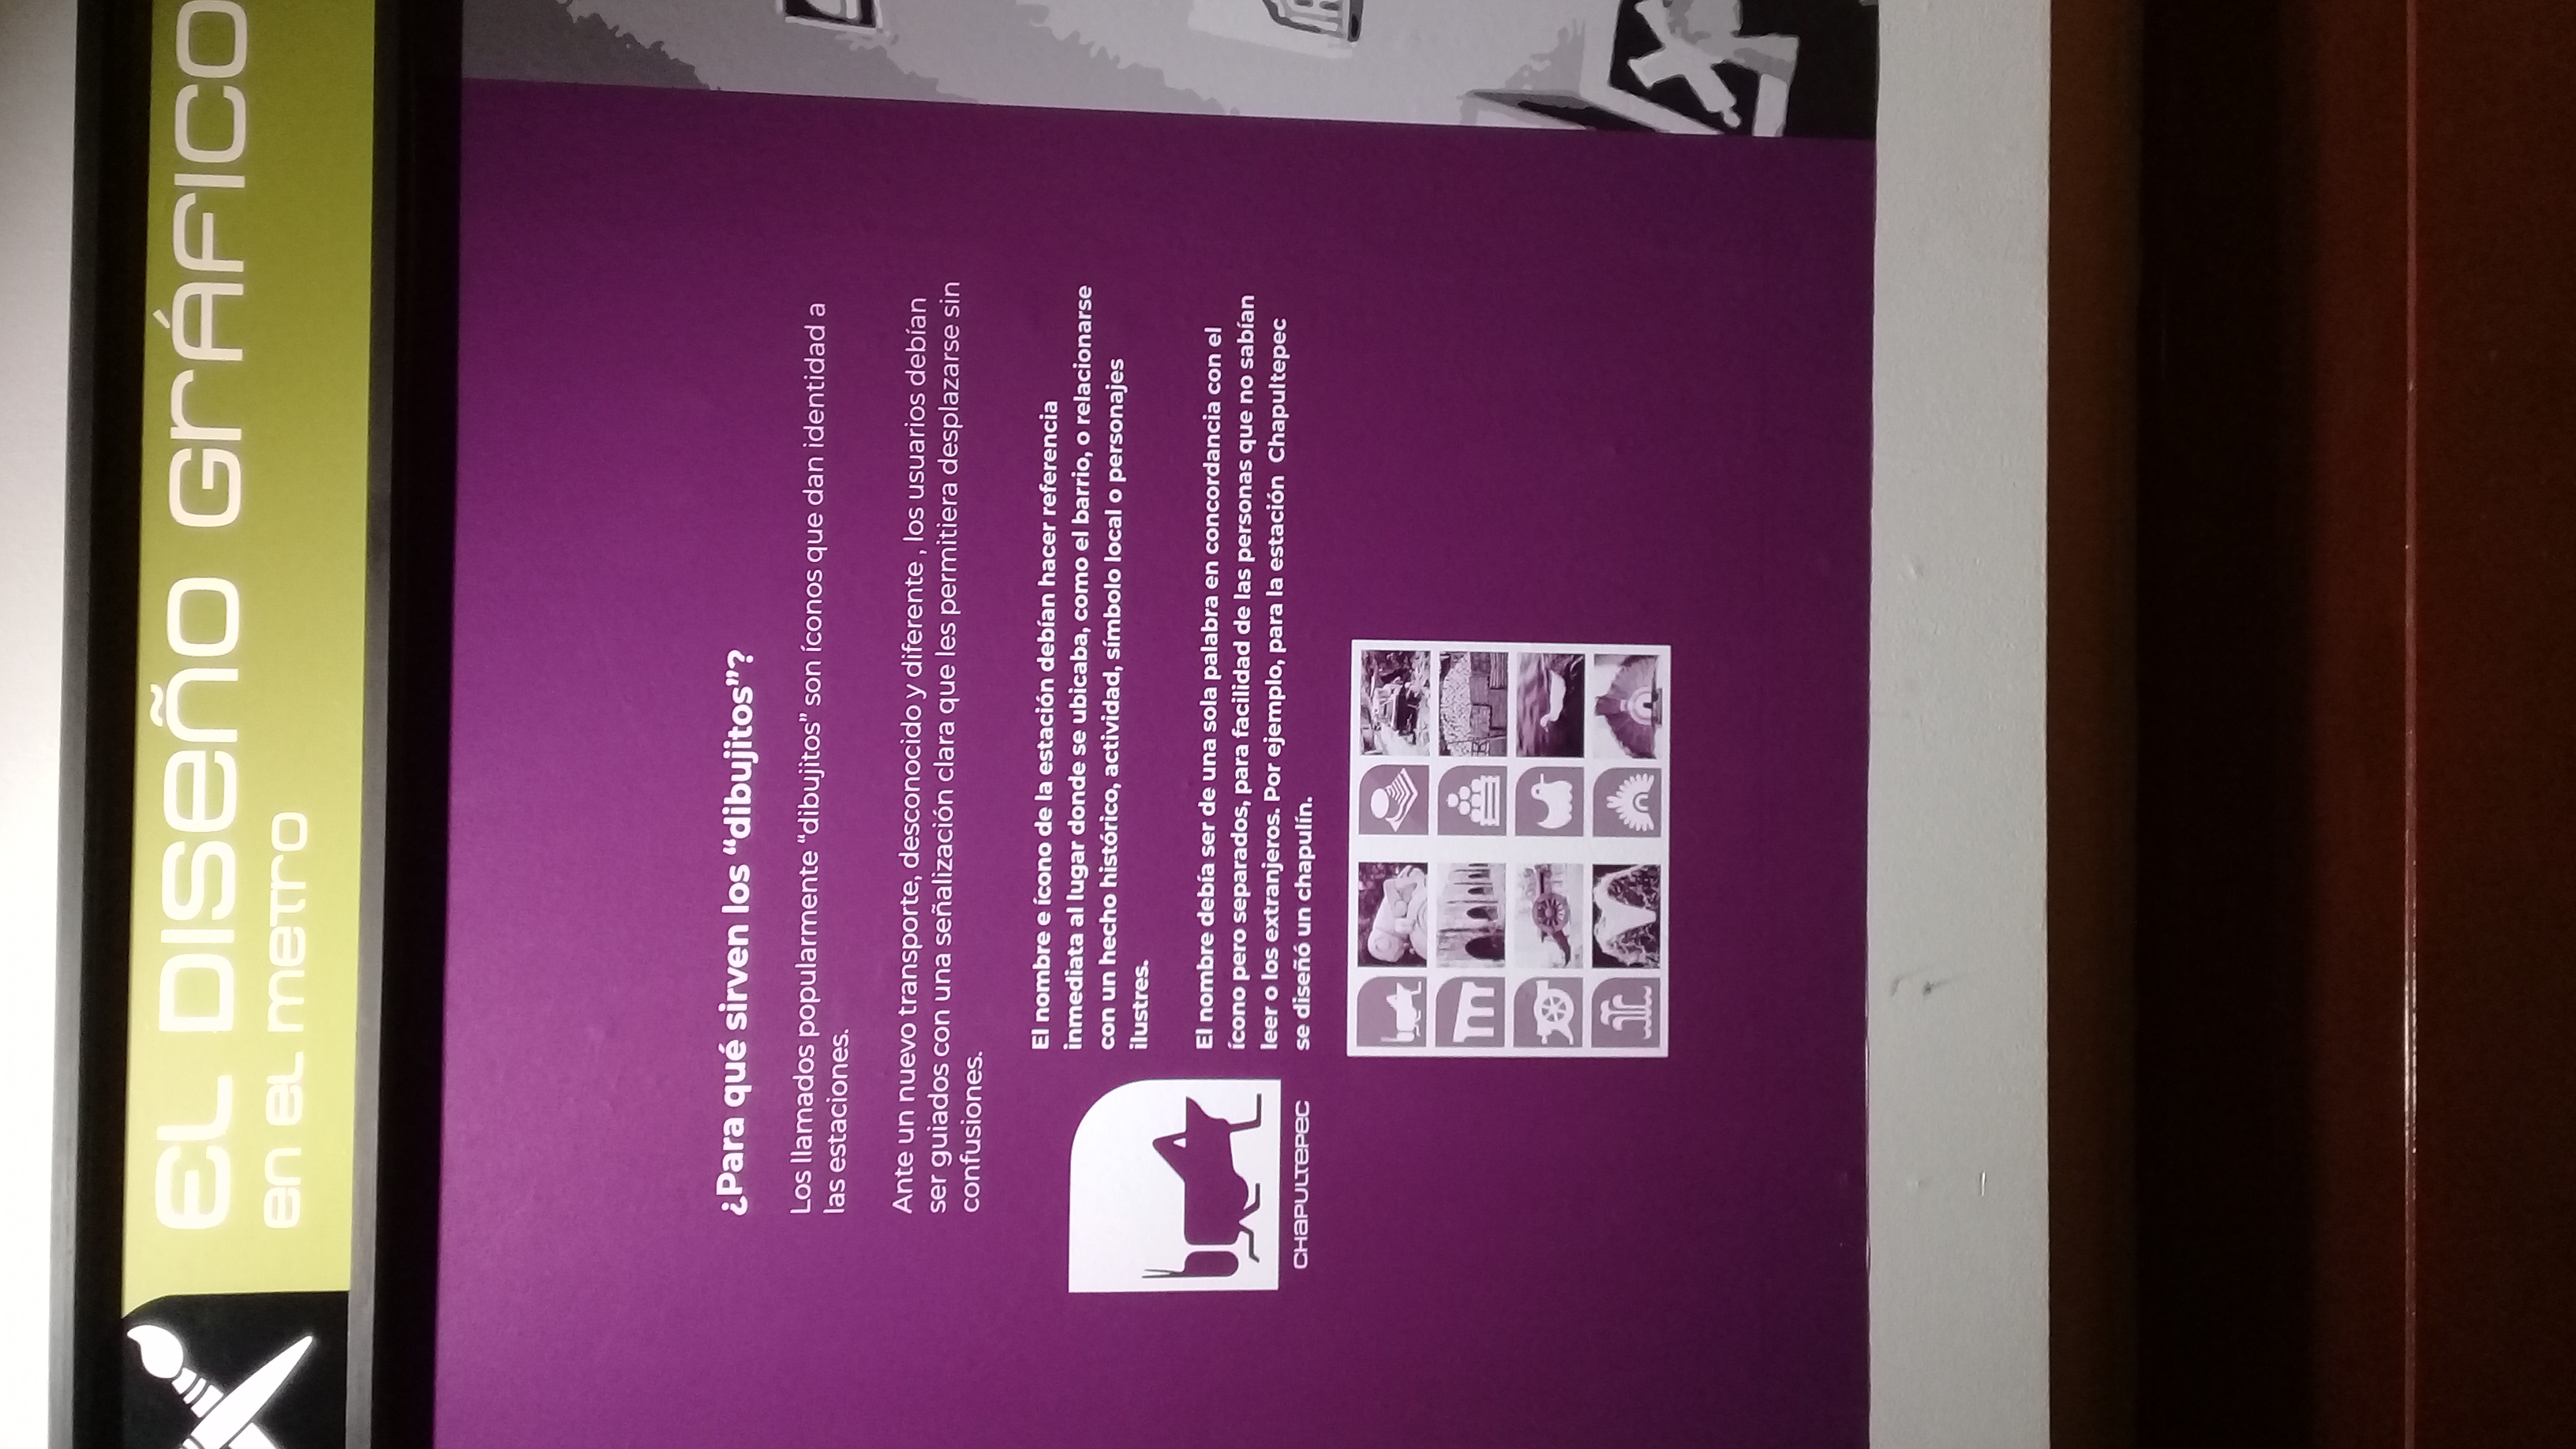 EL DISEÑO GRÁFICO
en el metro
¿Para qué sirven los “dibujitos”?
Los llamados popularmente “dibujitos” son íconos que dan identidad a
las estaciones.
Ante un nuevo transporte, desconocido y diferente , los usuarios debían
ser guiados con una señalización clara que les permitiera desplazarse sin
confusiones.
El nombre e ícono de la estación debían hacer referencia
inmediata al lugar donde se ubicaba, como el barrio, o relacionarse
con un hecho histórico, actividad, símbolo local o personajes
ilustres.
El nombre debía ser de una sola palabra en concordancia con el
ícono pero separados, para facilidad de las personas que no sabían
leer o los extranjeros. Por ejemplo, para la estación  Chapultepec
se diseñó un chapulín.
CHAPULTEPEC